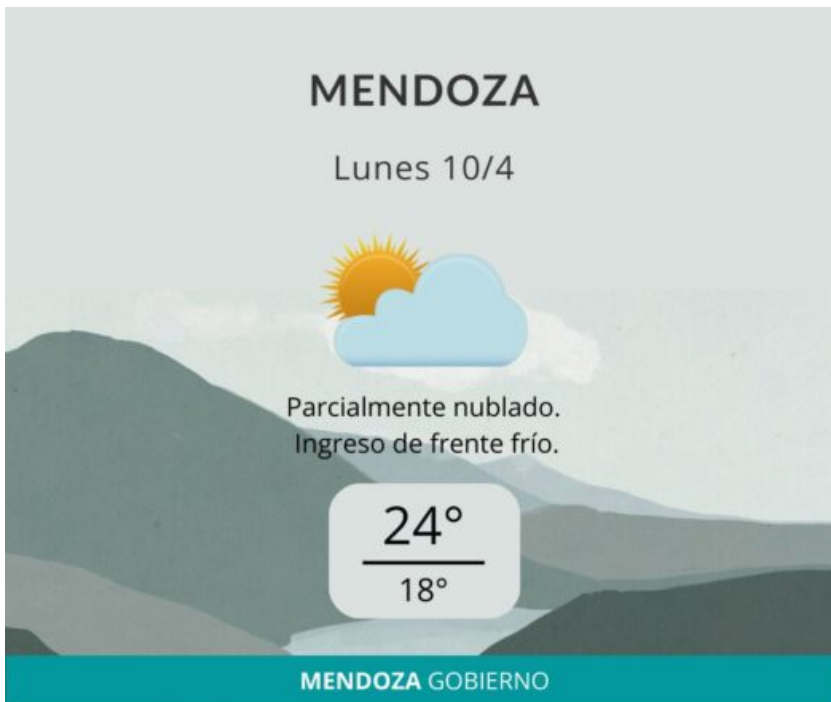 MENDOZA
Lunes 10/4
Parcialmente nublado.
Ingreso de frente frío.
24°
18°
MENDOZA GOBIERNO